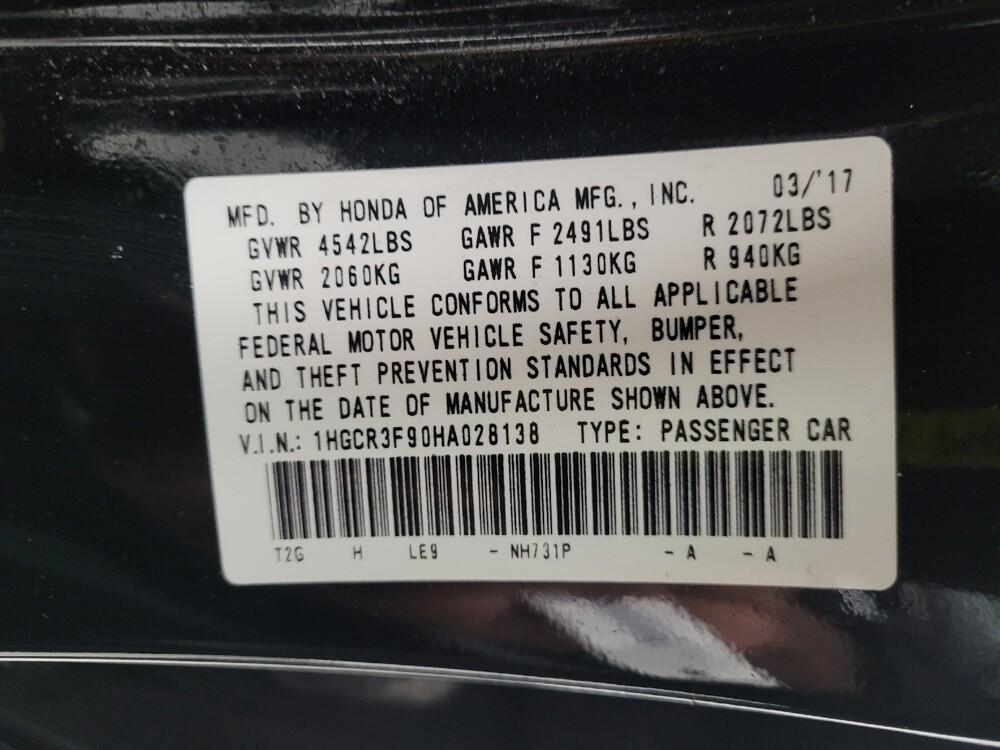 MFD. BY HONDA OF AMERICA MFG., INC. 03/'17
GVWR 4542LBS GAWR F 2491LBS R 2072LBS
GVWR 2060KG GAWR F 1130KG R 940KG
THIS VEHICLE CONFORMS TO ALL APPLICABLE
FEDERAL MOTOR VEHICLE SAFETY, BUMPER,
AND THEFT PREVENTION STANDARDS IN EFFECT
ON THE DATE OF MANUFACTURE SHOWN ABOVE.
V.I.N.: 1HGCR3F90HA028138 TYPE: PASSENGER CAR
T2G H LE9 - NH731P - A - A